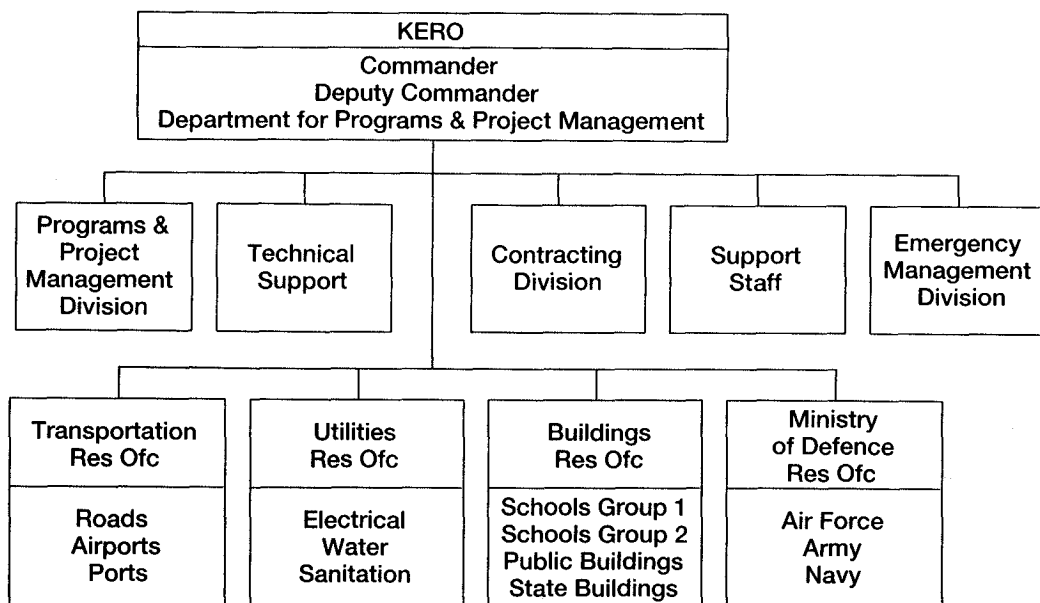 KERO
Commander
Deputy Commander
Department for Programs & Project Management
Programs &
Project
Management
Division
Technical
Support
Contracting
Division
Support
Staff
Emergency
Management
Division
Transportation
Res Ofc
Roads
Airports
Ports
Utilities
Res Ofc
Electrical
Water
Sanitation
Buildings
Res Ofc
Schools Group 1
Schools Group 2
Public Buildings
State Buildings
Ministry
of Defence
Res Ofc
Air Force
Army
Navy